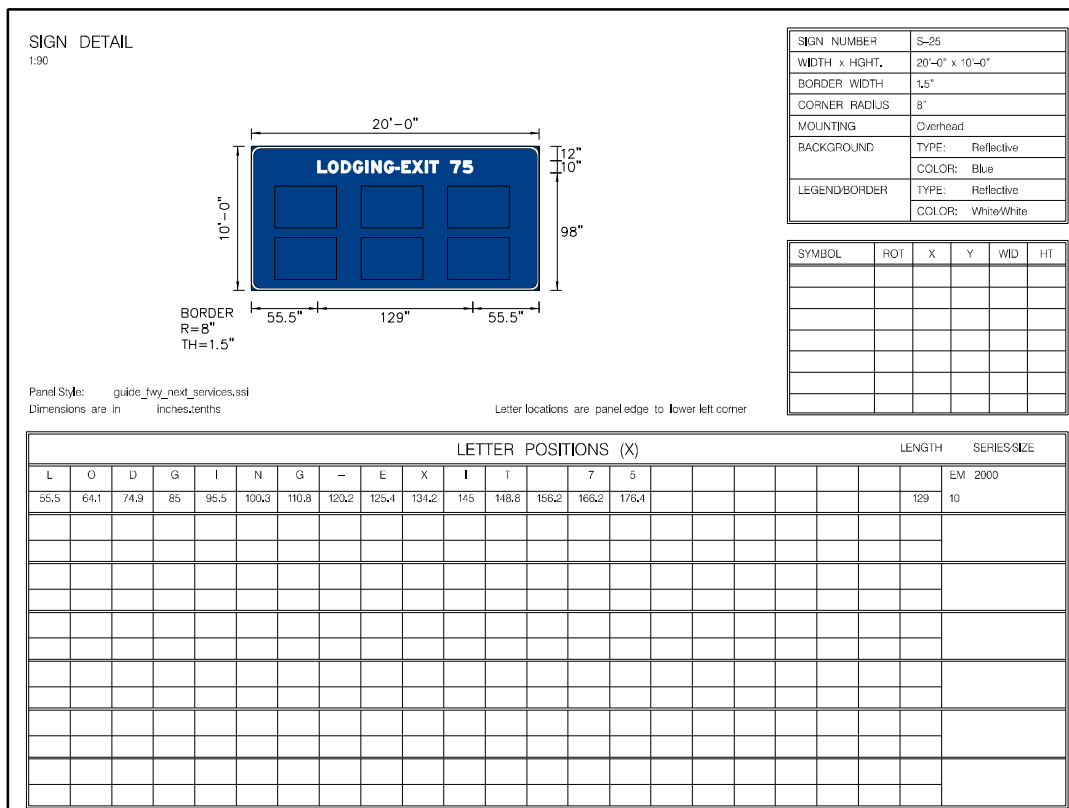 SIGN DETAIL
1:90
20'-0"
12"
10"
LODGING-EXIT 75
10'-0"
98"
BORDER
R=8"
TH=1.5"
55.5" 129" 55.5"
Panel Style: guide_fwy_next_services.ssi
Dimensions are in inches.tenths
Letter locations are panel edge to lower left corner
SIGN NUMBER S-25
WIDTH x HGHT. 20'-0" x 10'-0"
BORDER WIDTH 1.5"
CORNER RADIUS 8"
MOUNTING Overhead
BACKGROUND TYPE: Reflective
COLOR: Blue
LEGEND/BORDER TYPE: Reflective
COLOR: White/White
SYMBOL ROT X Y WID HT
LETTER POSITIONS (X) LENGTH SERIES/SIZE
L O D G I N G - E X I T 7 5 EM 2000
55.5 64.1 74.9 85 95.5 100.3 110.8 120.2 125.4 134.2 145 148.8 156.2 166.2 176.4 129 10